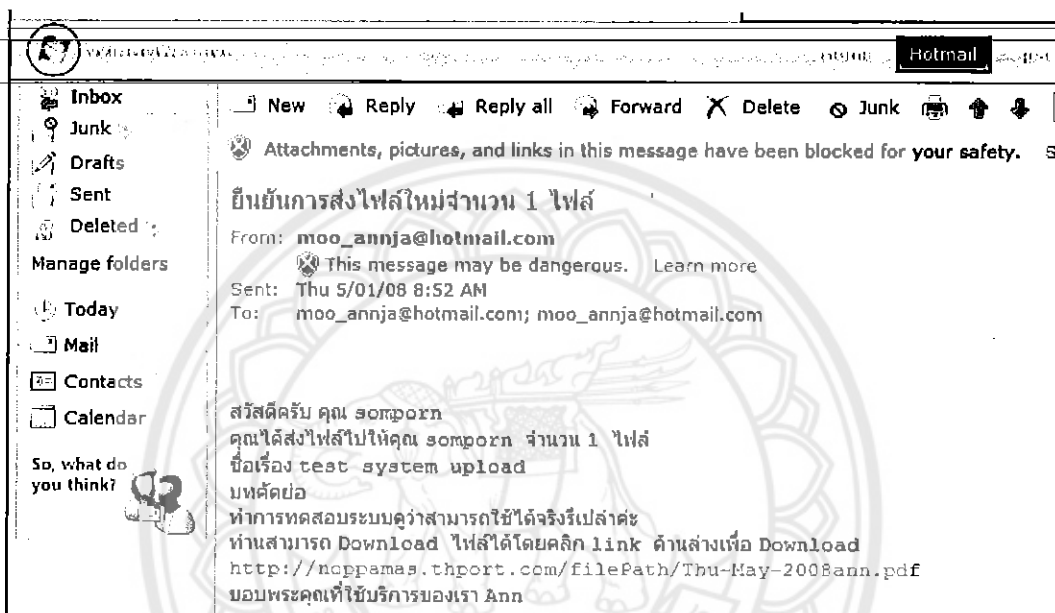 Hotmail
Inbox
Junk
Drafts
Sent
Deleted
Manage folders
Today
Mail
Contacts
Calendar
So, what do
you think?
New Reply Reply all Forward Delete Junk
Attachments, pictures, and links in this message have been blocked for your safety. S
ยืนยันการส่งไฟล์ใหม่จำนวน 1 ไฟล์
From: moo_annja@hotmail.com
This message may be dangerous. Learn more
Sent: Thu 5/01/08 8:52 AM
To: moo_annja@hotmail.com; moo_annja@hotmail.com
สวัสดีครับ คุณ somporn
คุณได้ส่งไฟล์ไปให้คุณ somporn จำนวน 1 ไฟล์
ชื่อเรื่อง test system upload
บทคัดย่อ
ทำการทดสอบระบบดูว่าสามารถใช้ได้จริงรึเปล่าค่ะ
ท่านสามารถ Download ไฟล์ได้โดยคลิก link ด้านล่างเพื่อ Download
http://noppamas.thport.com/filePath/Thu-May-2008ann.pdf
ขอบพระคุณที่ใช้บริการของเรา Ann